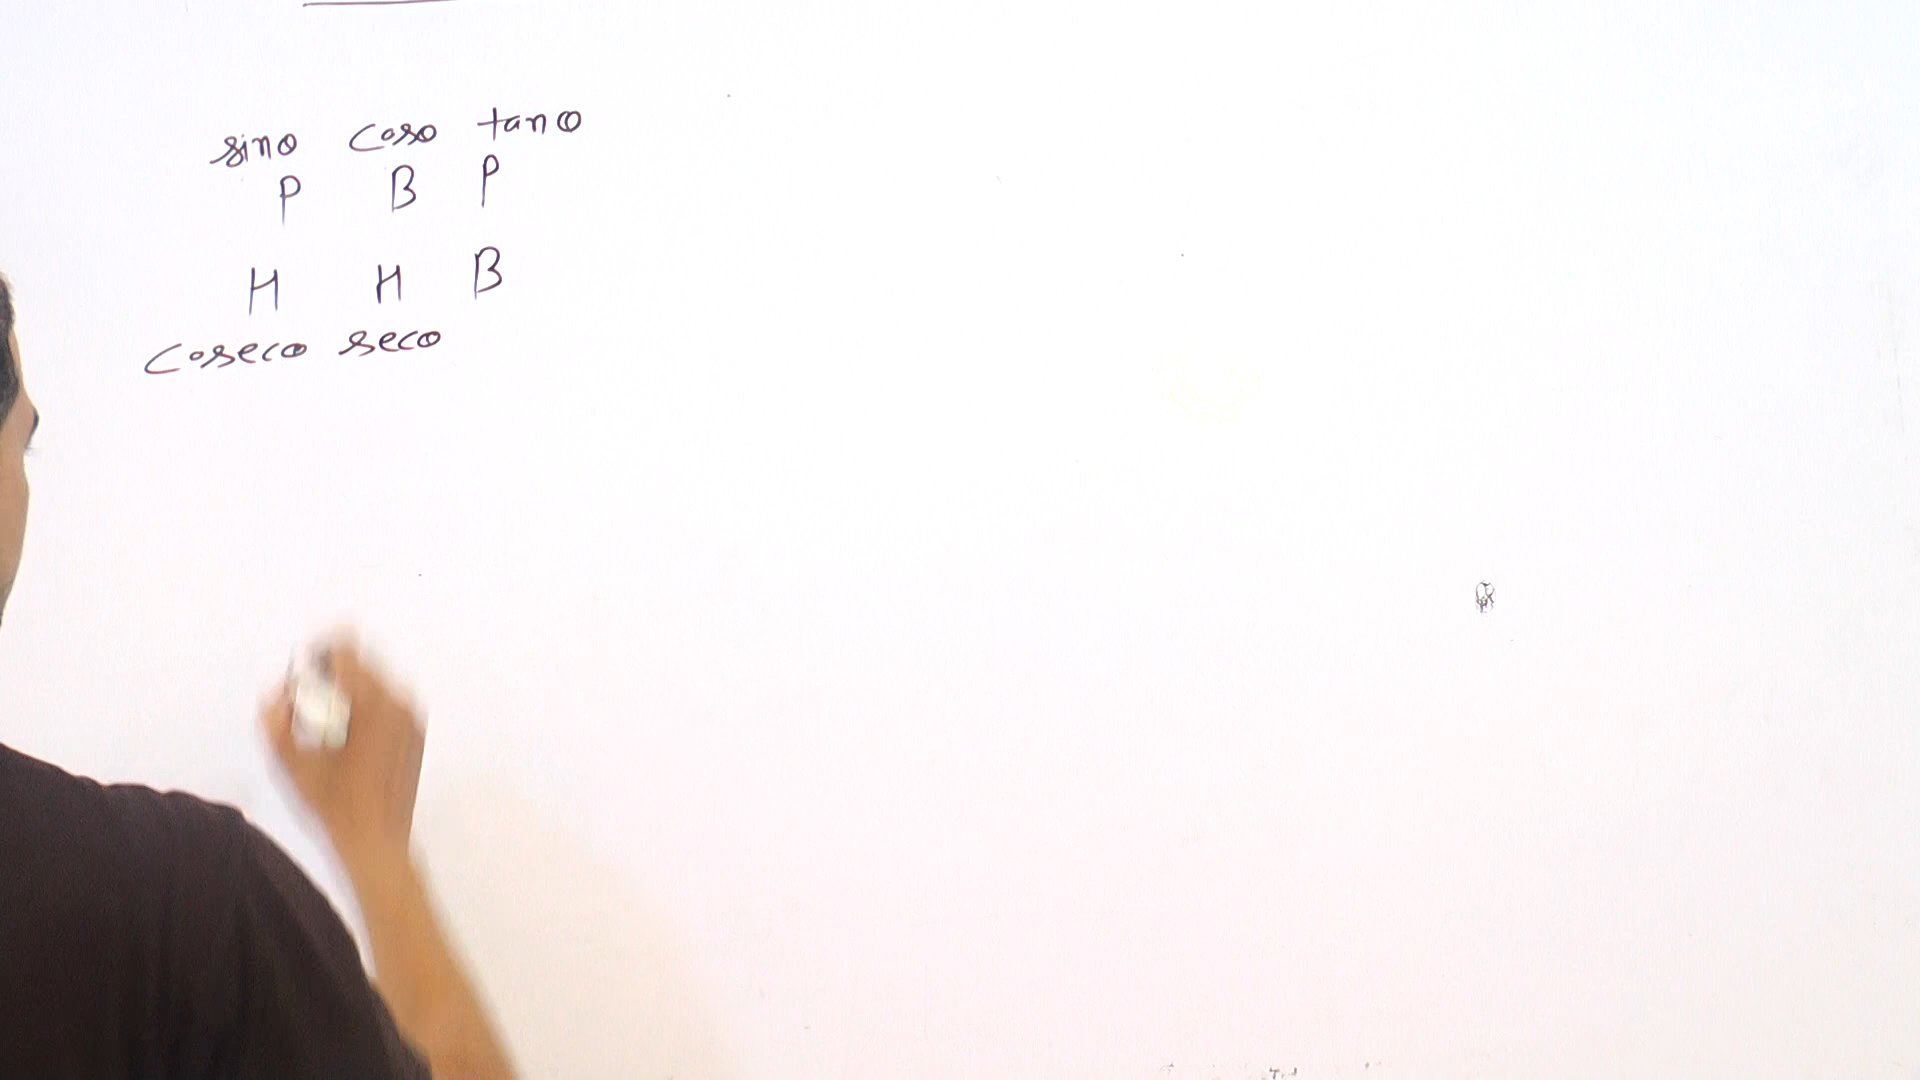 sinθ cosθ tanθ
P B P
H H B
cosecθ secθ